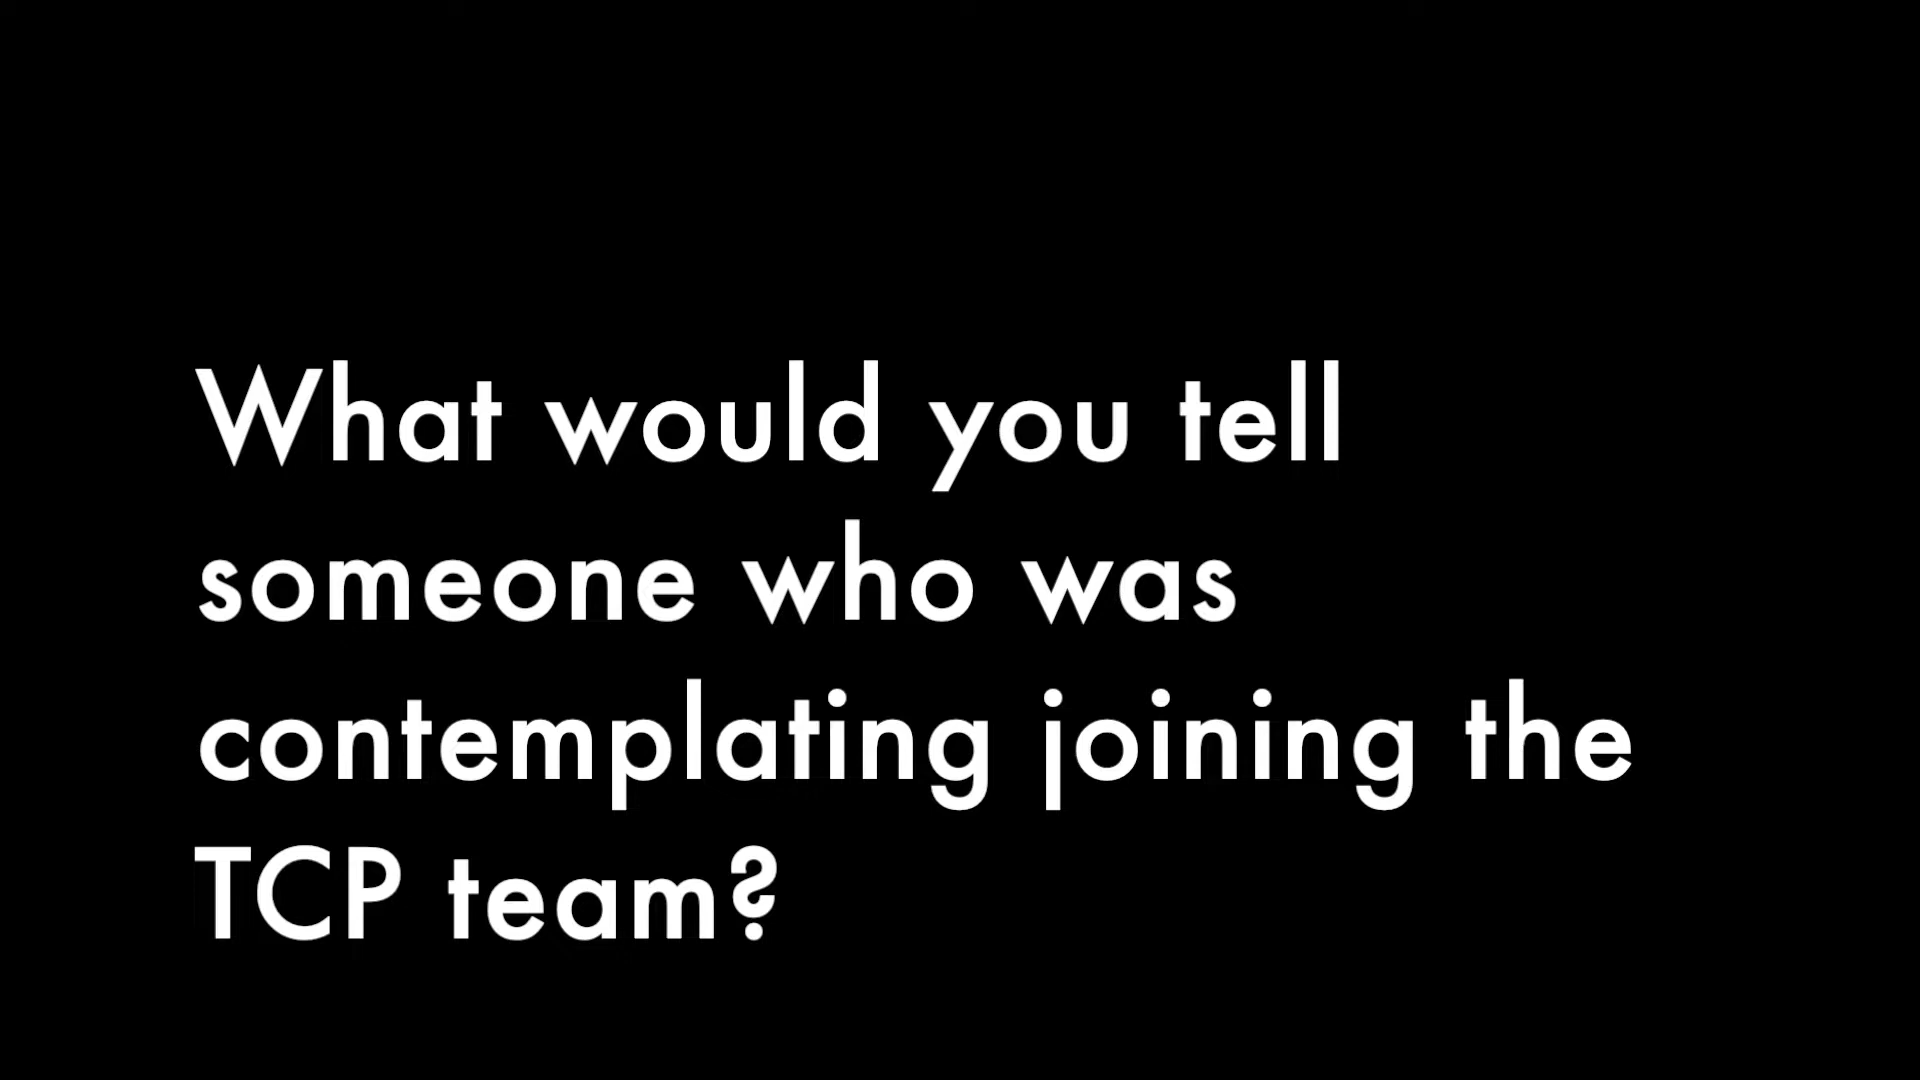 What would you tell
someone who was
contemplating joining the
TCP team?